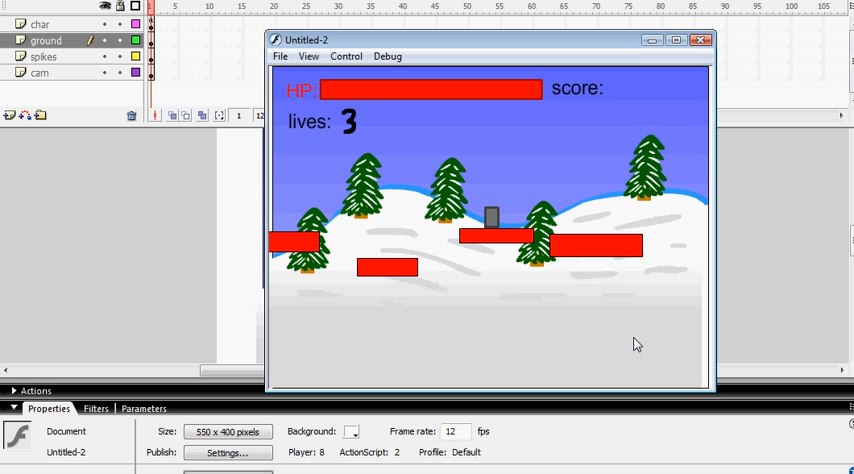 1 5 10 15 20 25 30 35 40 45 50 55 60 65 70 75 80 85 90 95 100 105
char
ground
spikes
cam
Untitled-2
File View Control Debug
HP: score:
lives: 3
1 12
Actions
Properties Filters Parameters
Document Size: 550 x 400 pixels Background: Frame rate: 12 fps
Untitled-2 Publish: Settings... Player: 8 ActionScript: 2 Profile: Default